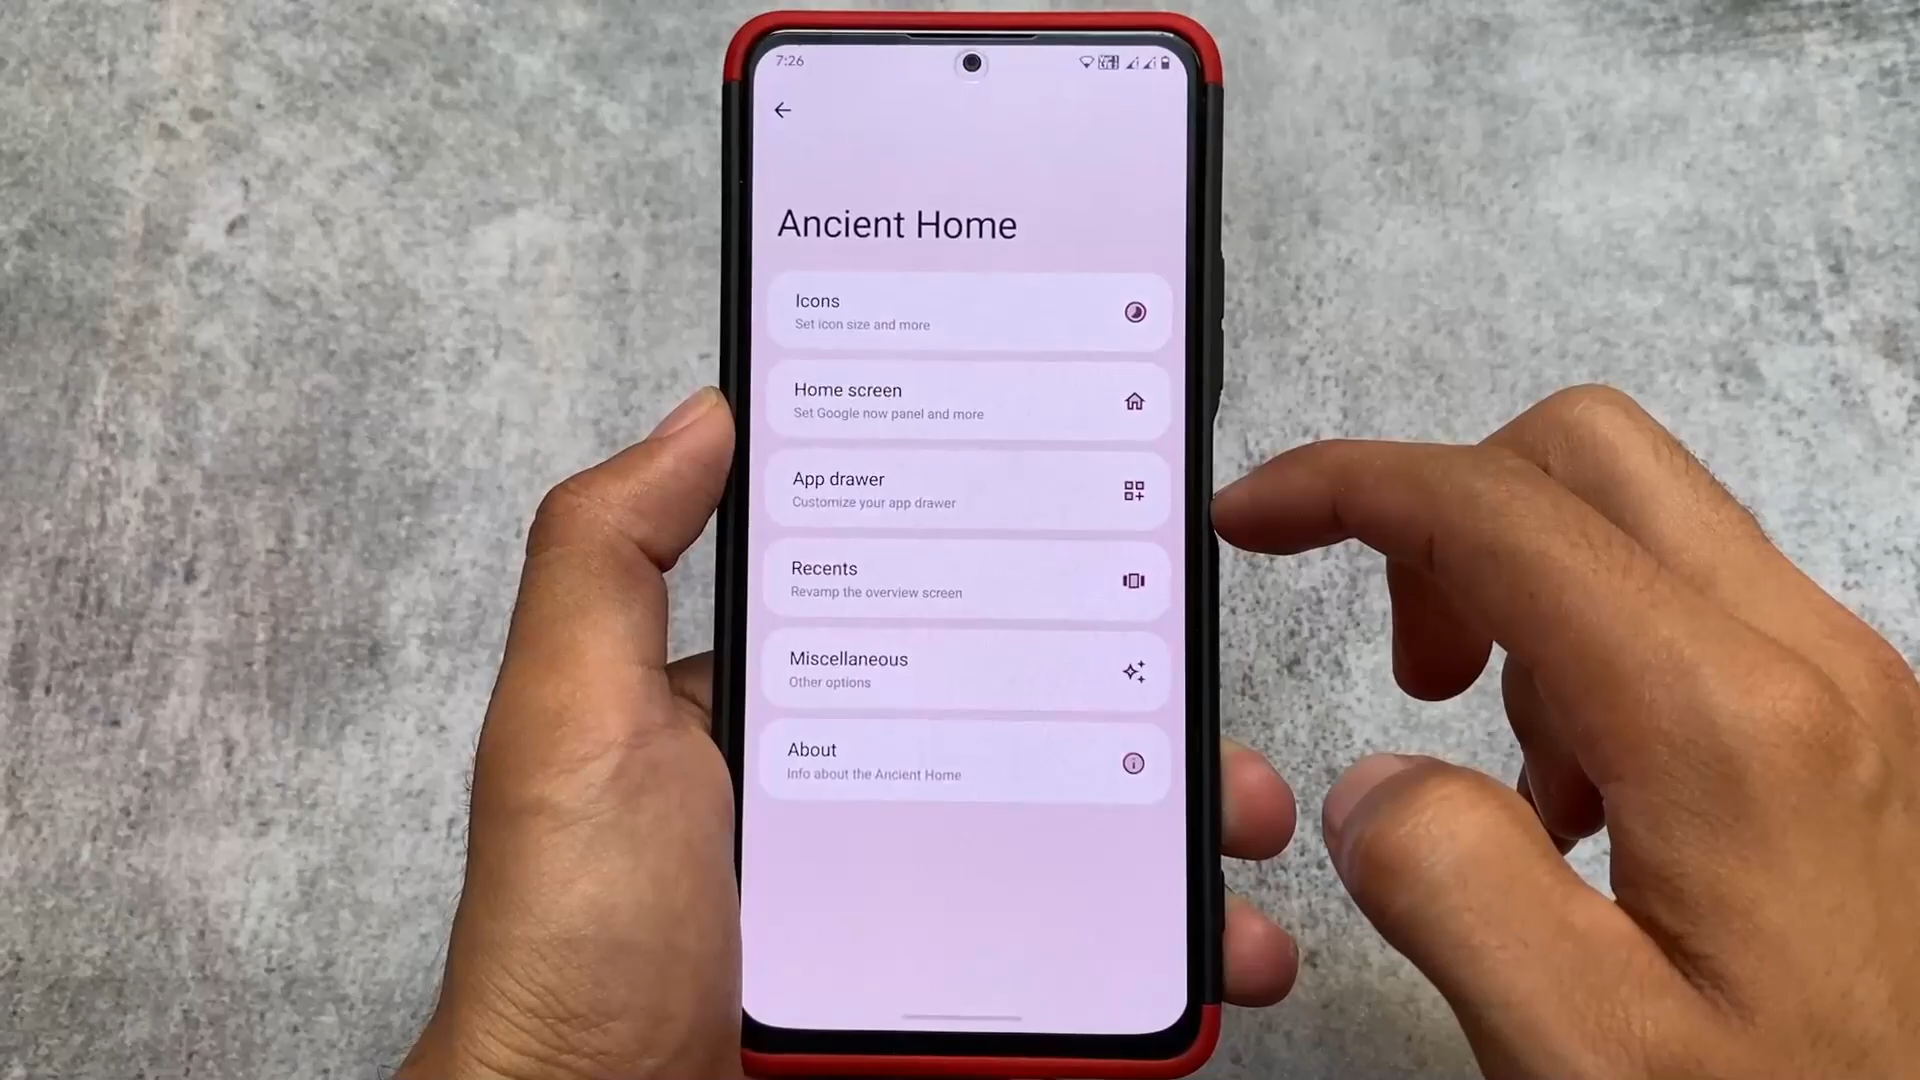 7:26
Ancient Home
Icons
Set icon size and more
Home screen
Set Google now panel and more
App drawer
Customize your app drawer
Recents
Revamp the overview screen
Miscellaneous
Other options
About
Info about the Ancient Home